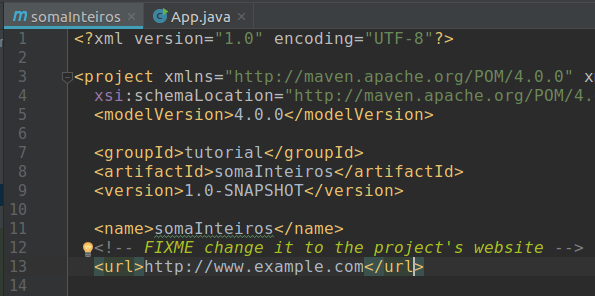 m somaInteiros × C App.java ×
1 <?xml version="1.0" encoding="UTF-8"?>
2
3 <project xmlns="http://maven.apache.org/POM/4.0.0" x
4 xsi:schemaLocation="http://maven.apache.org/POM/4.
5 <modelVersion>4.0.0</modelVersion>
6
7 <groupId>tutorial</groupId>
8 <artifactId>somaInteiros</artifactId>
9 <version>1.0-SNAPSHOT</version>
10
11 <name>somaInteiros</name>
12 <!-- FIXME change it to the project's website -->
13 <url>http://www.example.com</url>
14